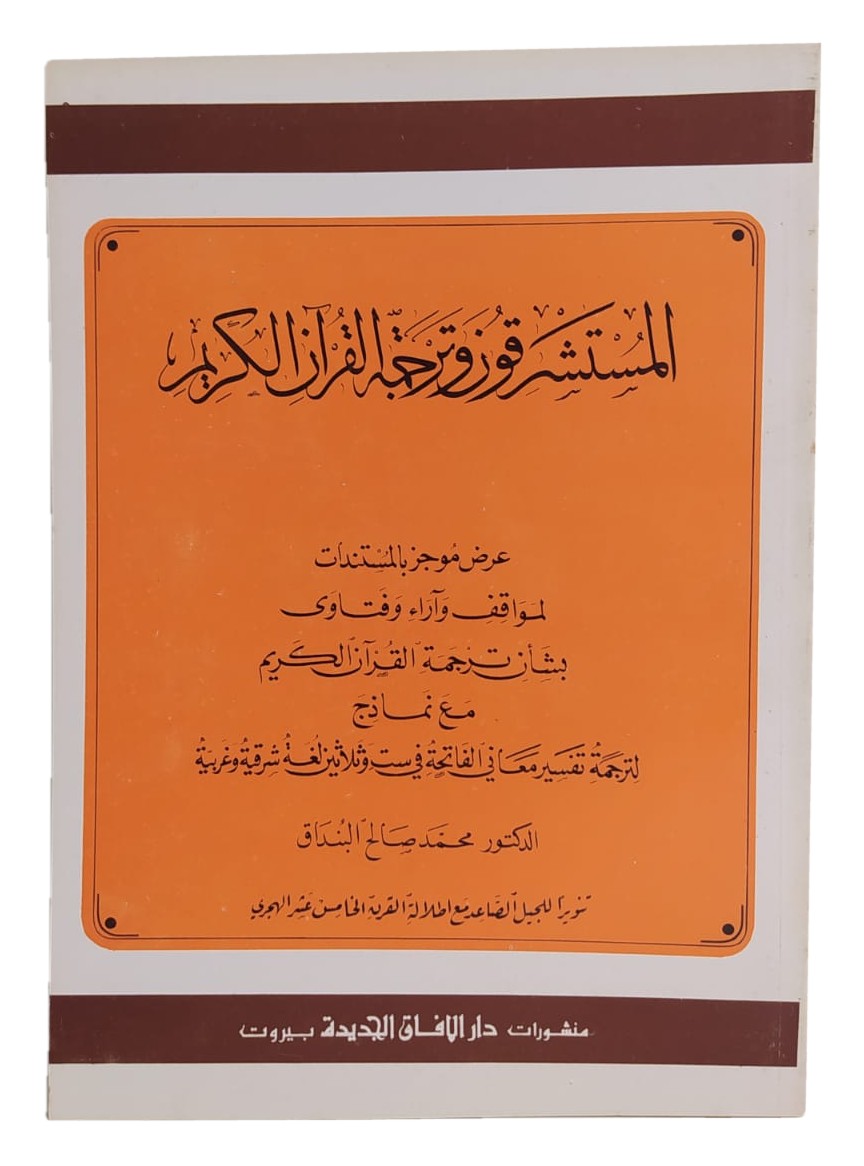 المستشرقون وترجمة القرآن الكريم
عرض موجز بالمستندات
لمواقف وآراء وفتاوى
بشأن ترجمة القرآن الكريم
مع نماذج
لترجمة تفسير معاني الفاتحة في ست وثلاثين لغة شرقية وغربية
الدكتور محمد صالح البنداق
تنويرا للجيل الصاعد مع اطلالة القرن الخامس عشر الهجري
منشورات دار الآفاق الجديدة بيروت